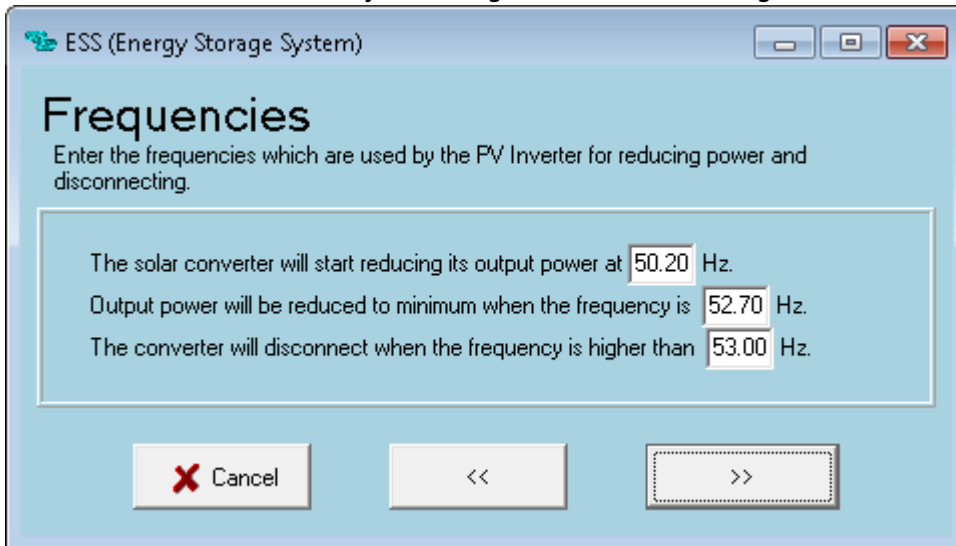 ESS (Energy Storage System)
Frequencies
Enter the frequencies which are used by the PV Inverter for reducing power and
disconnecting.
The solar converter will start reducing its output power at 50.20 Hz.
Output power will be reduced to minimum when the frequency is 52.70 Hz.
The converter will disconnect when the frequency is higher than 53.00 Hz.
Cancel << >>